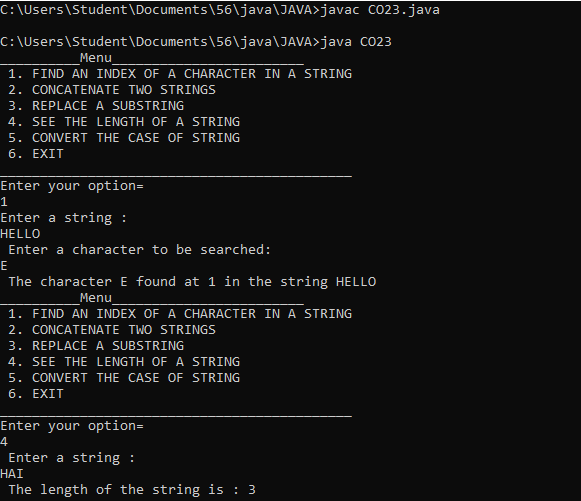 C:\Users\Student\Documents\56\java\JAVA>javac CO23.java
C:\Users\Student\Documents\56\java\JAVA>java CO23
__________Menu________________________
1. FIND AN INDEX OF A CHARACTER IN A STRING
2. CONCATENATE TWO STRINGS
3. REPLACE A SUBSTRING
4. SEE THE LENGTH OF A STRING
5. CONVERT THE CASE OF STRING
6. EXIT
____________________________________________
Enter your option=
1
Enter a string :
HELLO
Enter a character to be searched:
E
The character E found at 1 in the string HELLO
__________Menu________________________
1. FIND AN INDEX OF A CHARACTER IN A STRING
2. CONCATENATE TWO STRINGS
3. REPLACE A SUBSTRING
4. SEE THE LENGTH OF A STRING
5. CONVERT THE CASE OF STRING
6. EXIT
____________________________________________
Enter your option=
4
Enter a string :
HAI
The length of the string is : 3